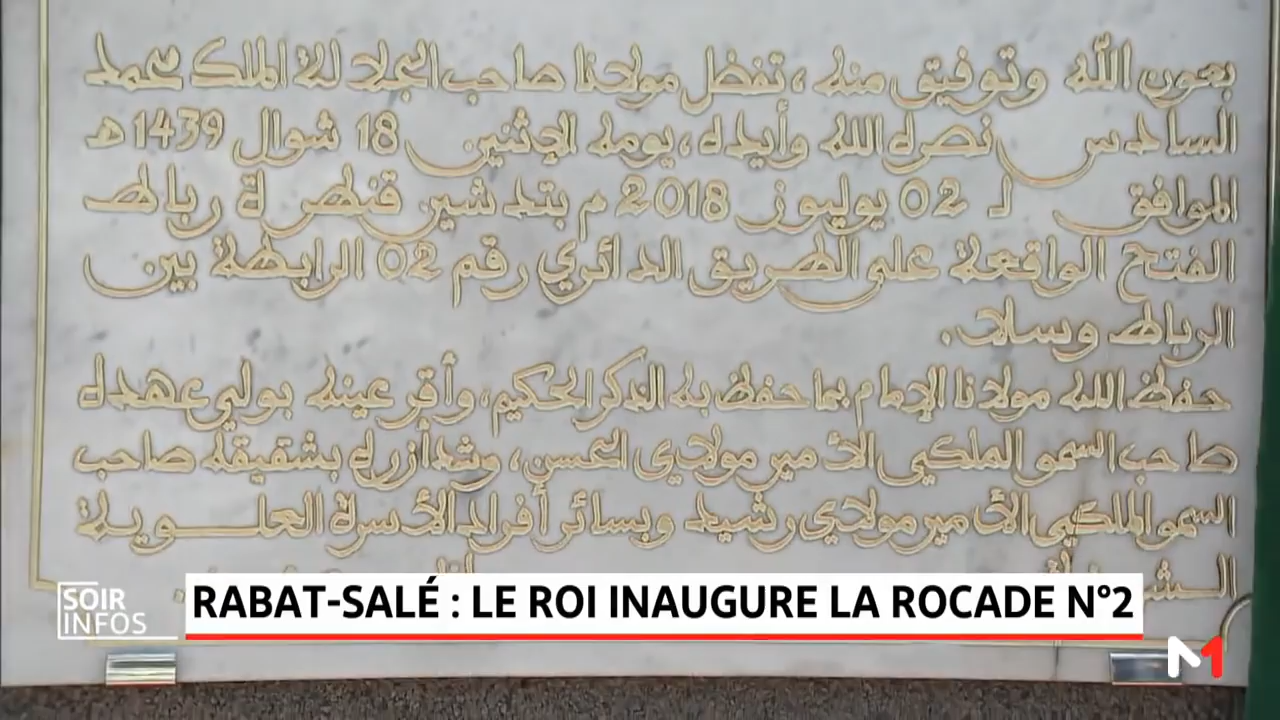 بعون الله وتوفيق منه، تفضل مولانا صاحب الجلالة الملك محمد
السادس نصره الله وأيده، يومه الإثنين 18 شوال 1439 ه
الموافق لـ 02 يوليوز 2018 م بتدشين قنطرة رباط
الفتح الواقعة على الطريق الدائري رقم 02 الرابطة بين
الرباط وسلا.
حفظ الله مولانا الإمام بما حفظ به الذكر الحكيم، وأقر عينه بولي عهده
صاحب السمو الملكي الأمير مولاي الحسن، وشد أزره بشقيقه صاحب
السمو الملكي الأمير مولاي رشيد وبسائر أفراد الأسرة العلوية
SOIR
INFOS
RABAT-SALÉ : LE ROI INAUGURE LA ROCADE N°2
M1